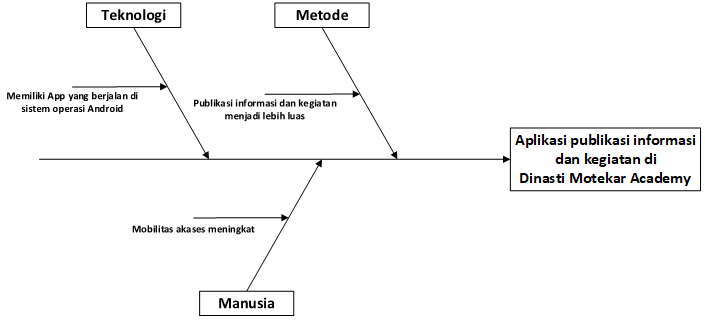 Teknologi
Metode
Memiliki App yang berjalan di
sistem operasi Android
Publikasi informasi dan kegiatan
menjadi lebih luas
Aplikasi publikasi informasi
dan kegiatan di
Dinasti Motekar Academy
Mobilitas akases meningkat
Manusia